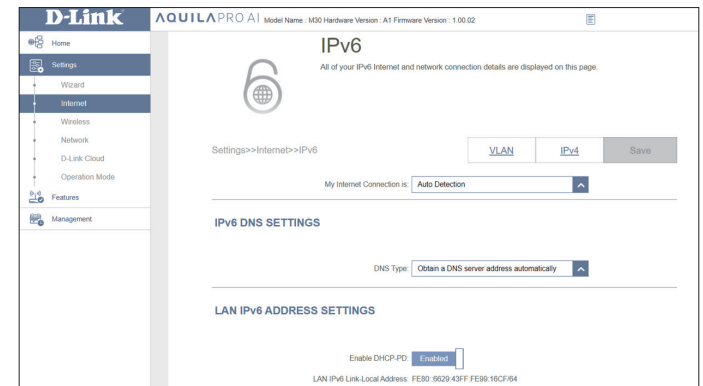 D-Link
AQUILA PRO AI Model Name : M30 Hardware Version : A1 Firmware Version : 1.00.02
Home
Settings
Wizard
Internet
Wireless
Network
D-Link Cloud
Operation Mode
Features
Management
IPv6
All of your IPv6 Internet and network connection details are displayed on this page.
Settings>>Internet>>IPv6
VLAN
IPv4
Save
My Internet Connection is: Auto Detection
IPv6 DNS SETTINGS
DNS Type: Obtain a DNS server address automatically
LAN IPv6 ADDRESS SETTINGS
Enable DHCP-PD: Enabled
LAN IPv6 Link-Local Address: FE80::6629:43FF:FE99:16CF/64